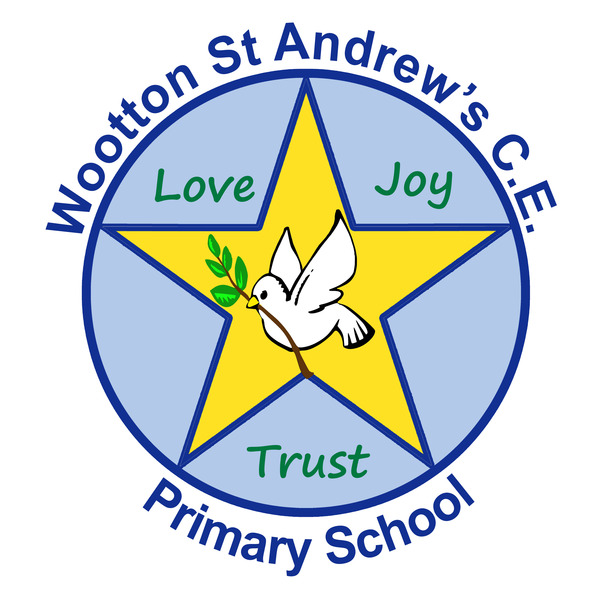 Wootton St Andrew's C.E.
Love
Joy
Trust
Primary School